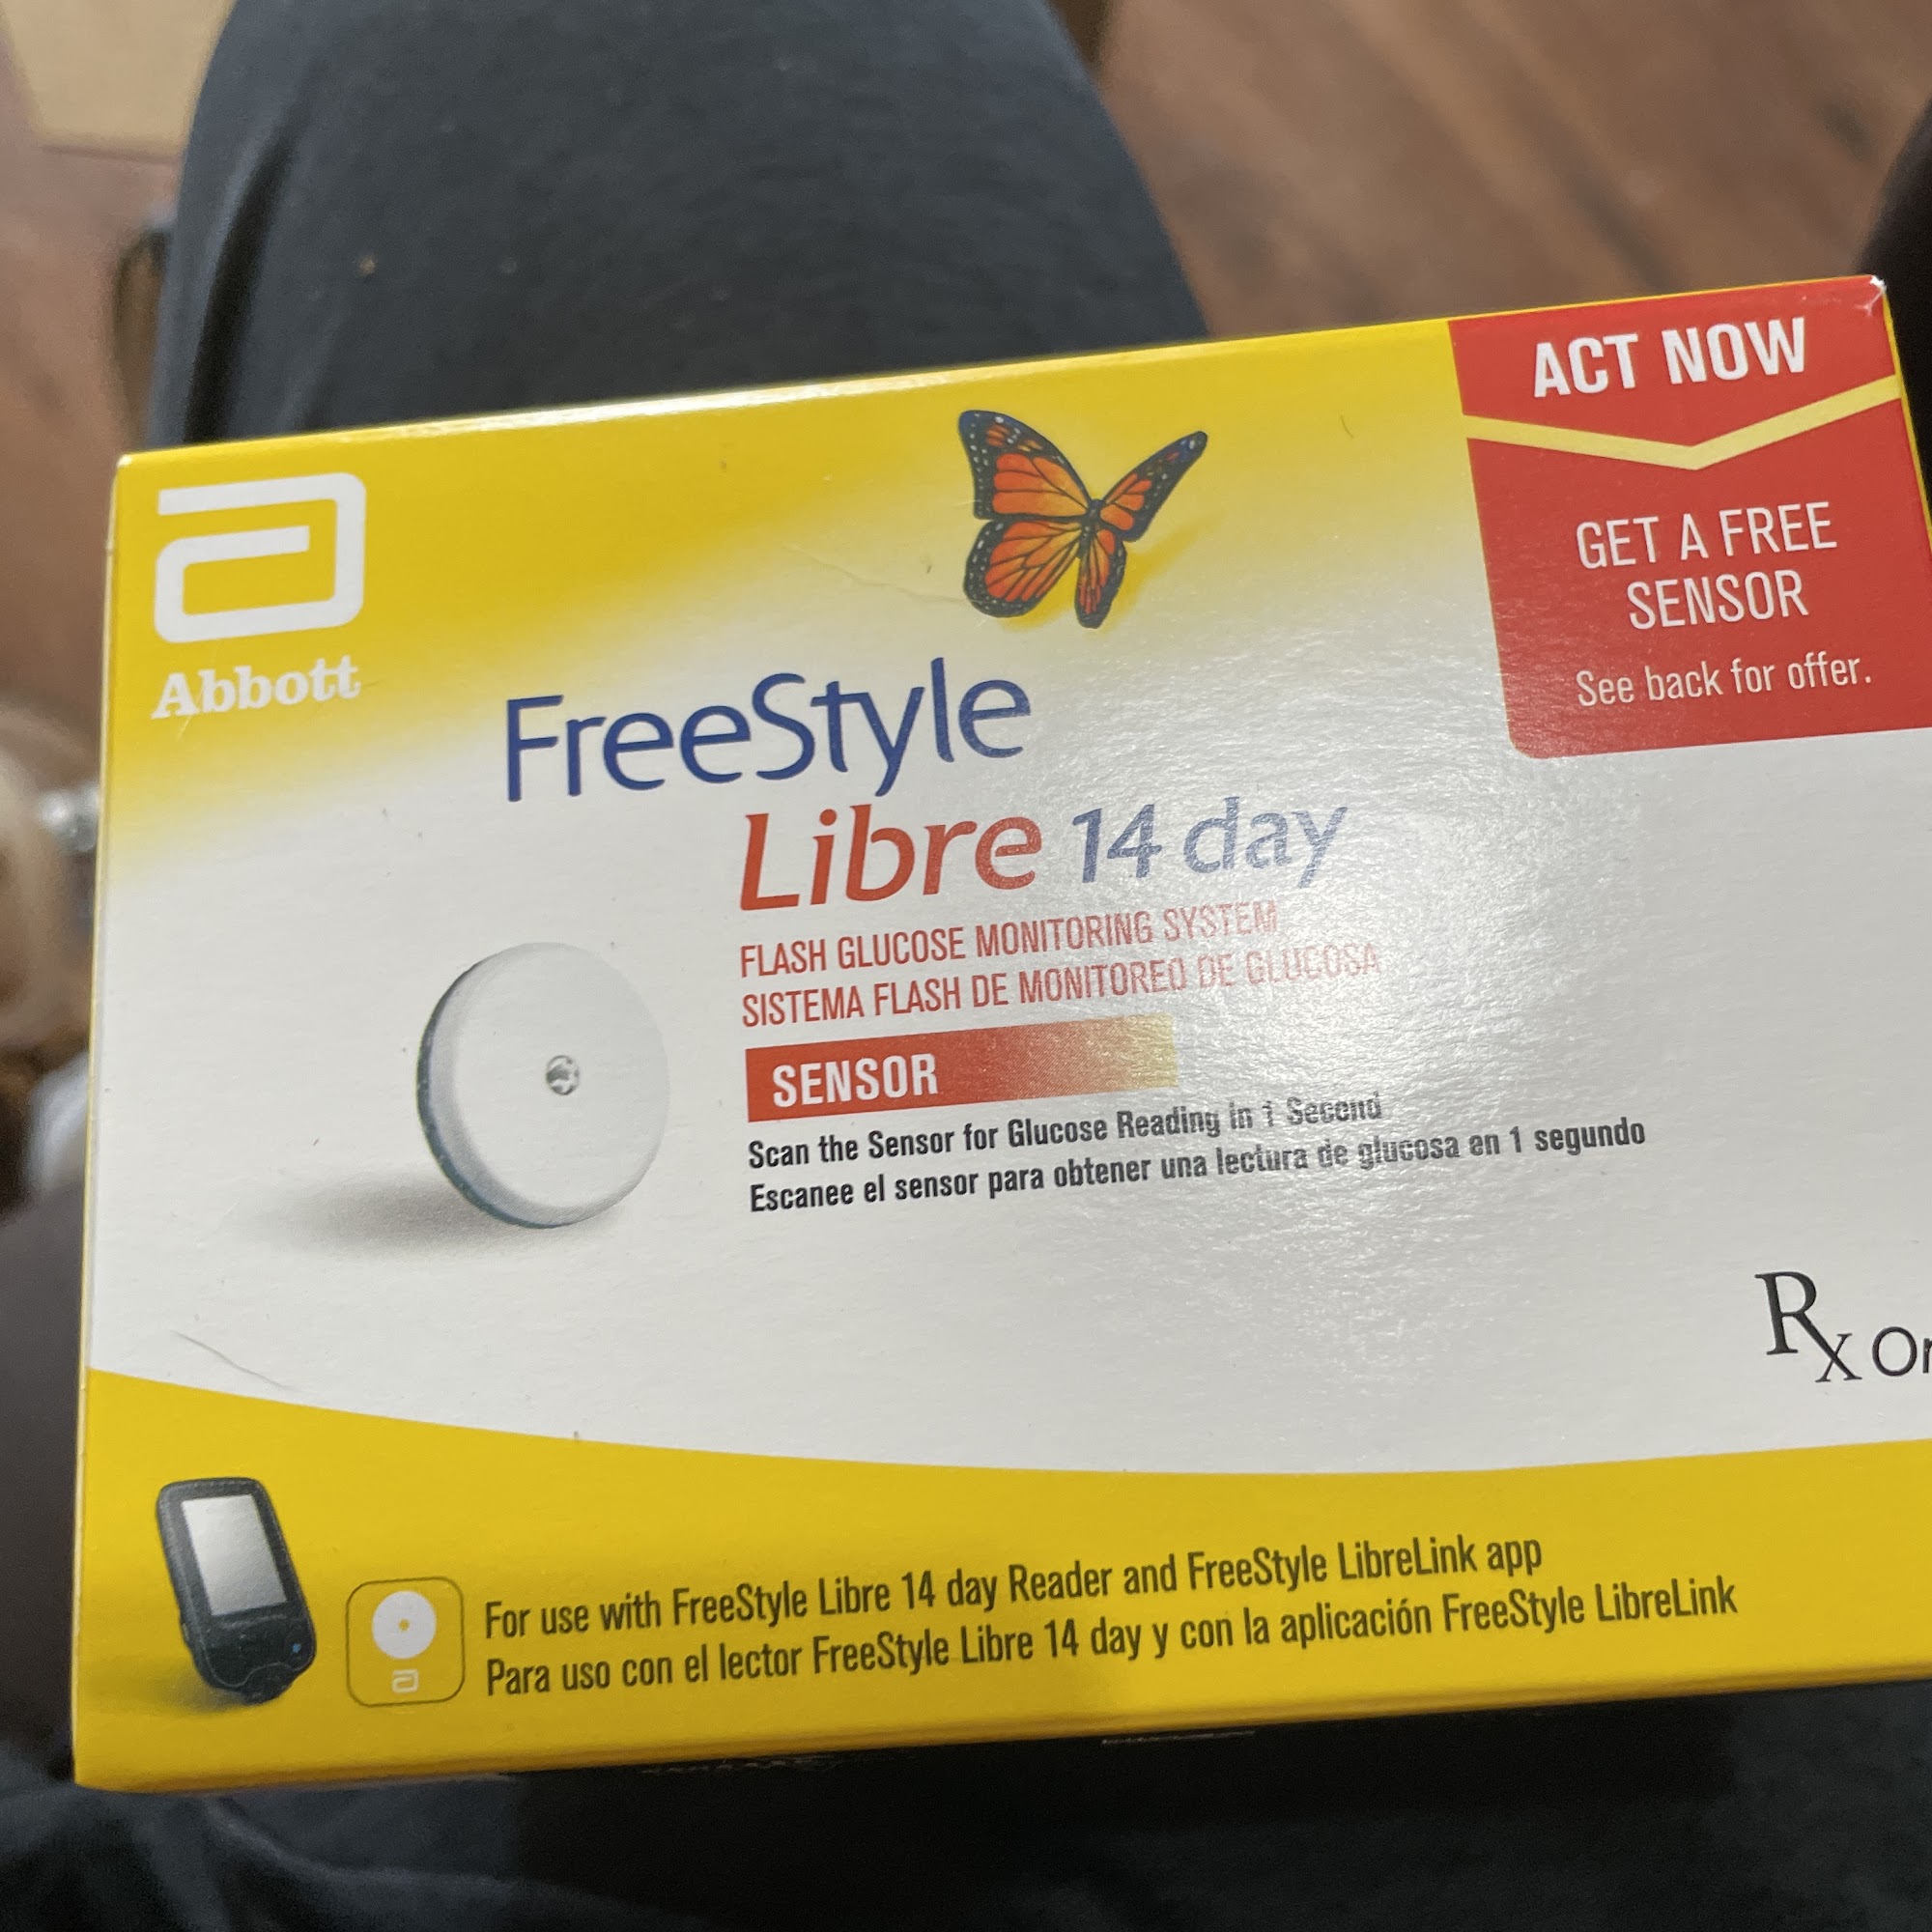 Abbott
ACT NOW
GET A FREE
SENSOR
See back for offer.
FreeStyle
Libre 14 day
FLASH GLUCOSE MONITORING SYSTEM
SISTEMA FLASH DE MONITOREO DE GLUCOSA
SENSOR
Scan the Sensor for Glucose Reading in 1 Second
Escanee el sensor para obtener una lectura de glucosa en 1 segundo
Rx
For use with FreeStyle Libre 14 day Reader and FreeStyle LibreLink app
Para uso con el lector FreeStyle Libre 14 day y con la aplicación FreeStyle LibreLink